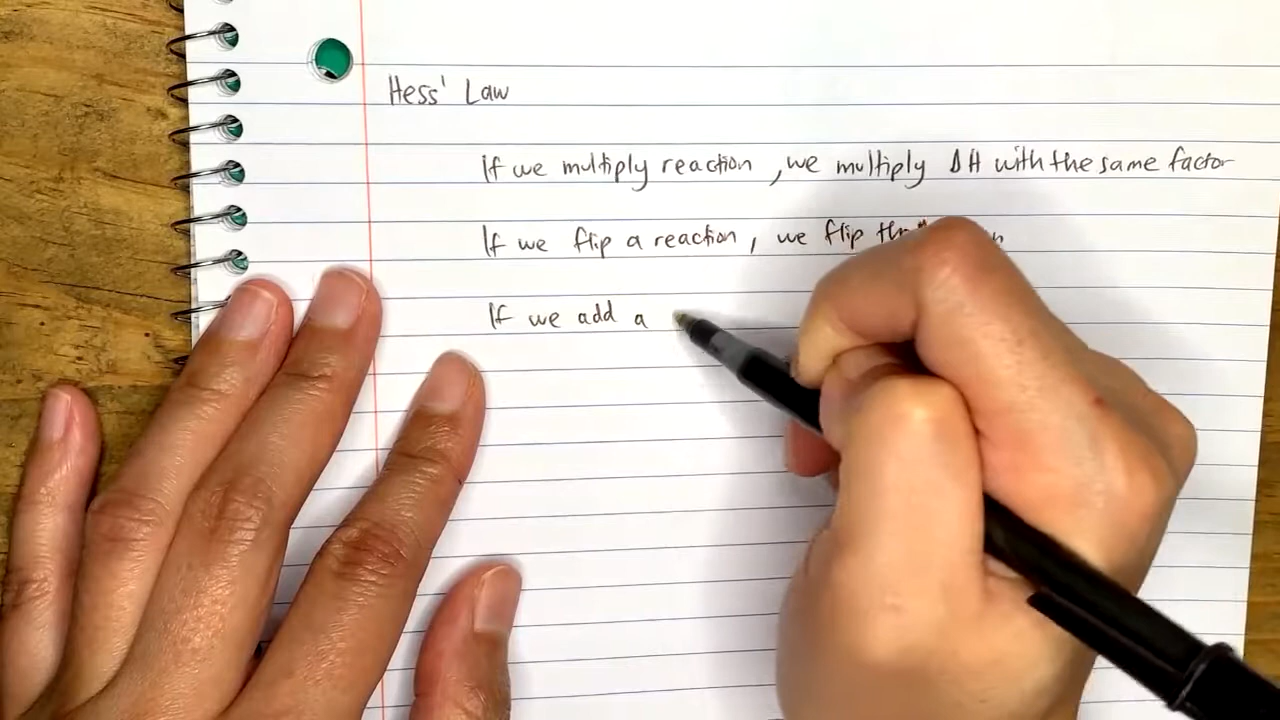 Hess' Law
If we multiply reaction, we multiply ΔH with the same factor
If we flip a reaction, we flip
If we add a